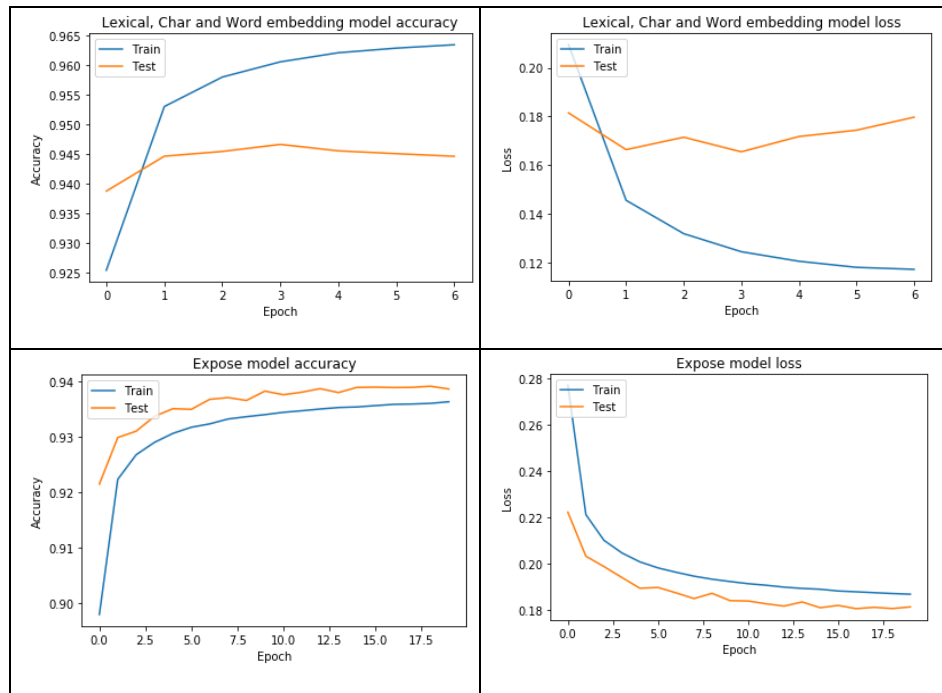 Lexical, Char and Word embedding model accuracy
0.965
0.960
0.955
0.950
0.945
0.940
0.935
0.930
0.925
Accuracy
Train
Test
0 1 2 3 4 5 6
Epoch
Lexical, Char and Word embedding model loss
0.20
0.18
0.16
0.14
0.12
Loss
Train
Test
0 1 2 3 4 5 6
Epoch
Expose model accuracy
0.94
0.93
0.92
0.91
0.90
Accuracy
Train
Test
0.0 2.5 5.0 7.5 10.0 12.5 15.0 17.5
Epoch
Expose model loss
0.28
0.26
0.24
0.22
0.20
0.18
Loss
Train
Test
0.0 2.5 5.0 7.5 10.0 12.5 15.0 17.5
Epoch